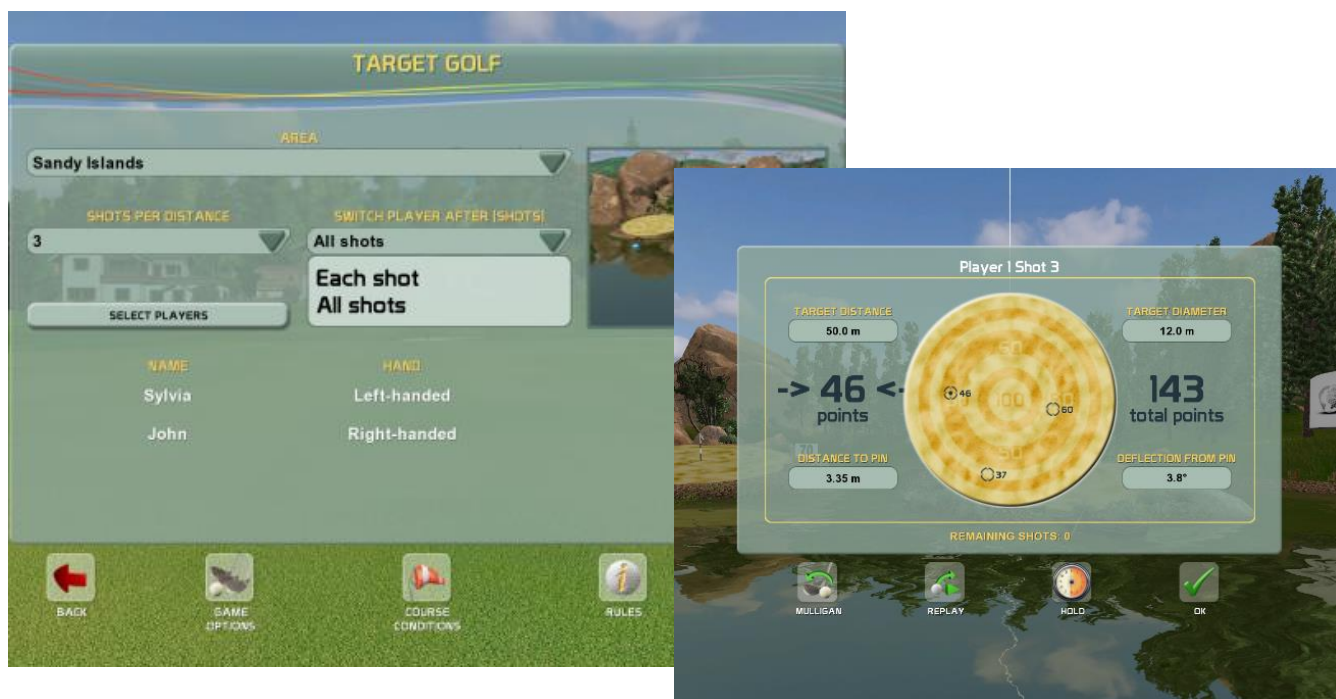 TARGET GOLF
AREA
Sandy Islands
SHOTS PER DISTANCE
SWITCH PLAYER AFTER (SHOTS)
3
All shots
Each shot
All shots
SELECT PLAYERS
NAME
HAND
Sylvia
Left-handed
John
Right-handed
BACK
GAME
OPTIONS
COURSE
CONDITIONS
RULES
Player 1 Shot 3
TARGET DISTANCE
50.0 m
TARGET DIAMETER
12.0 m
50
-> 46 <-
points
46
100
60
143
total points
50
37
70
DISTANCE TO PIN
3.35 m
DEFLECTION FROM PIN
3.8°
REMAINING SHOTS: 0
MULLIGAN
REPLAY
HOLD
OK